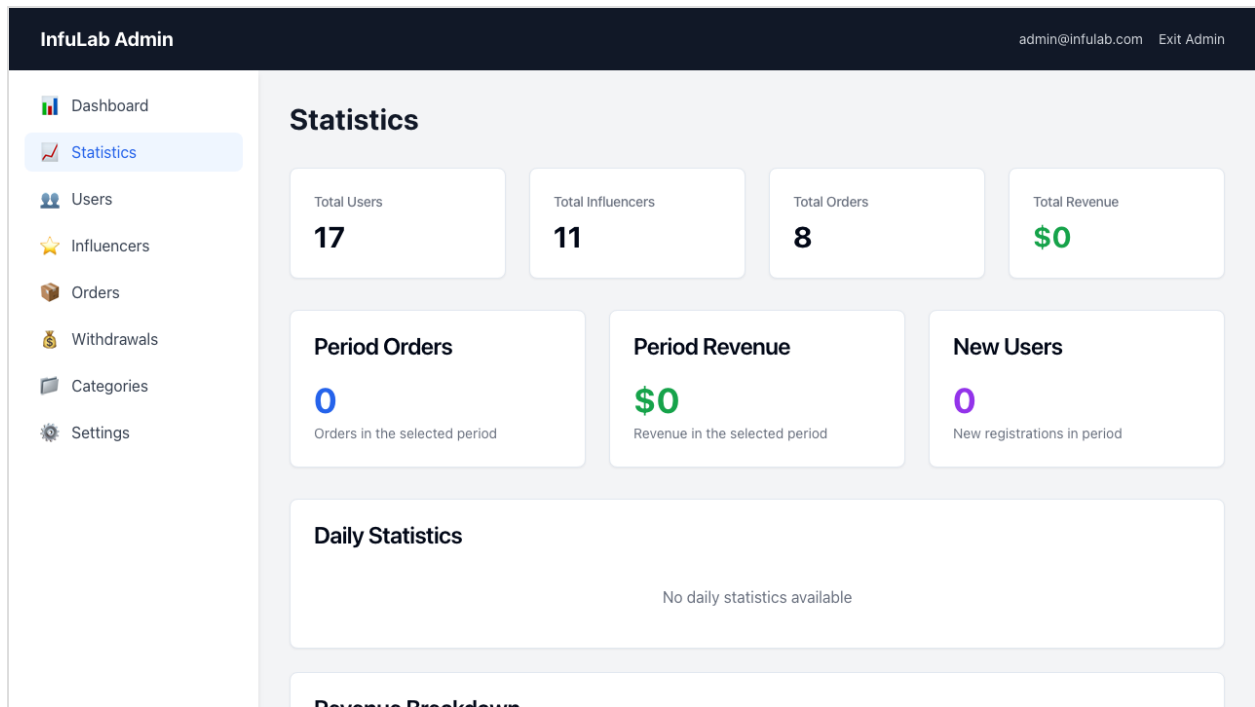 InfuLab Admin
admin@infulab.com Exit Admin
Dashboard
Statistics
Users
Influencers
Orders
Withdrawals
Categories
Settings
Statistics
Total Users
17
Total Influencers
11
Total Orders
8
Total Revenue
$0
Period Orders
0
Orders in the selected period
Period Revenue
$0
Revenue in the selected period
New Users
0
New registrations in period
Daily Statistics
No daily statistics available
Revenue Breakdown